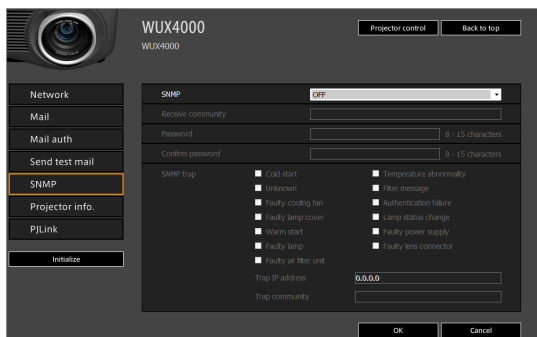 WUX4000
WUX4000
Projector control
Back to top
Network
Mail
Mail auth
Send test mail
SNMP
Projector info.
PJLink
Initialize
SNMP OFF
Receive community
Password 8 - 15 characters
Confirm password 8 - 15 characters
SNMP trap
Cold start Temperature abnormality
Unknown Filter message
Faulty cooling fan Authentication failure
Faulty lamp cover Lamp status change
Warm start Faulty power supply
Faulty lamp Faulty lens connector
Faulty air filter unit
Trap IP address 0.0.0.0
Trap community
OK Cancel